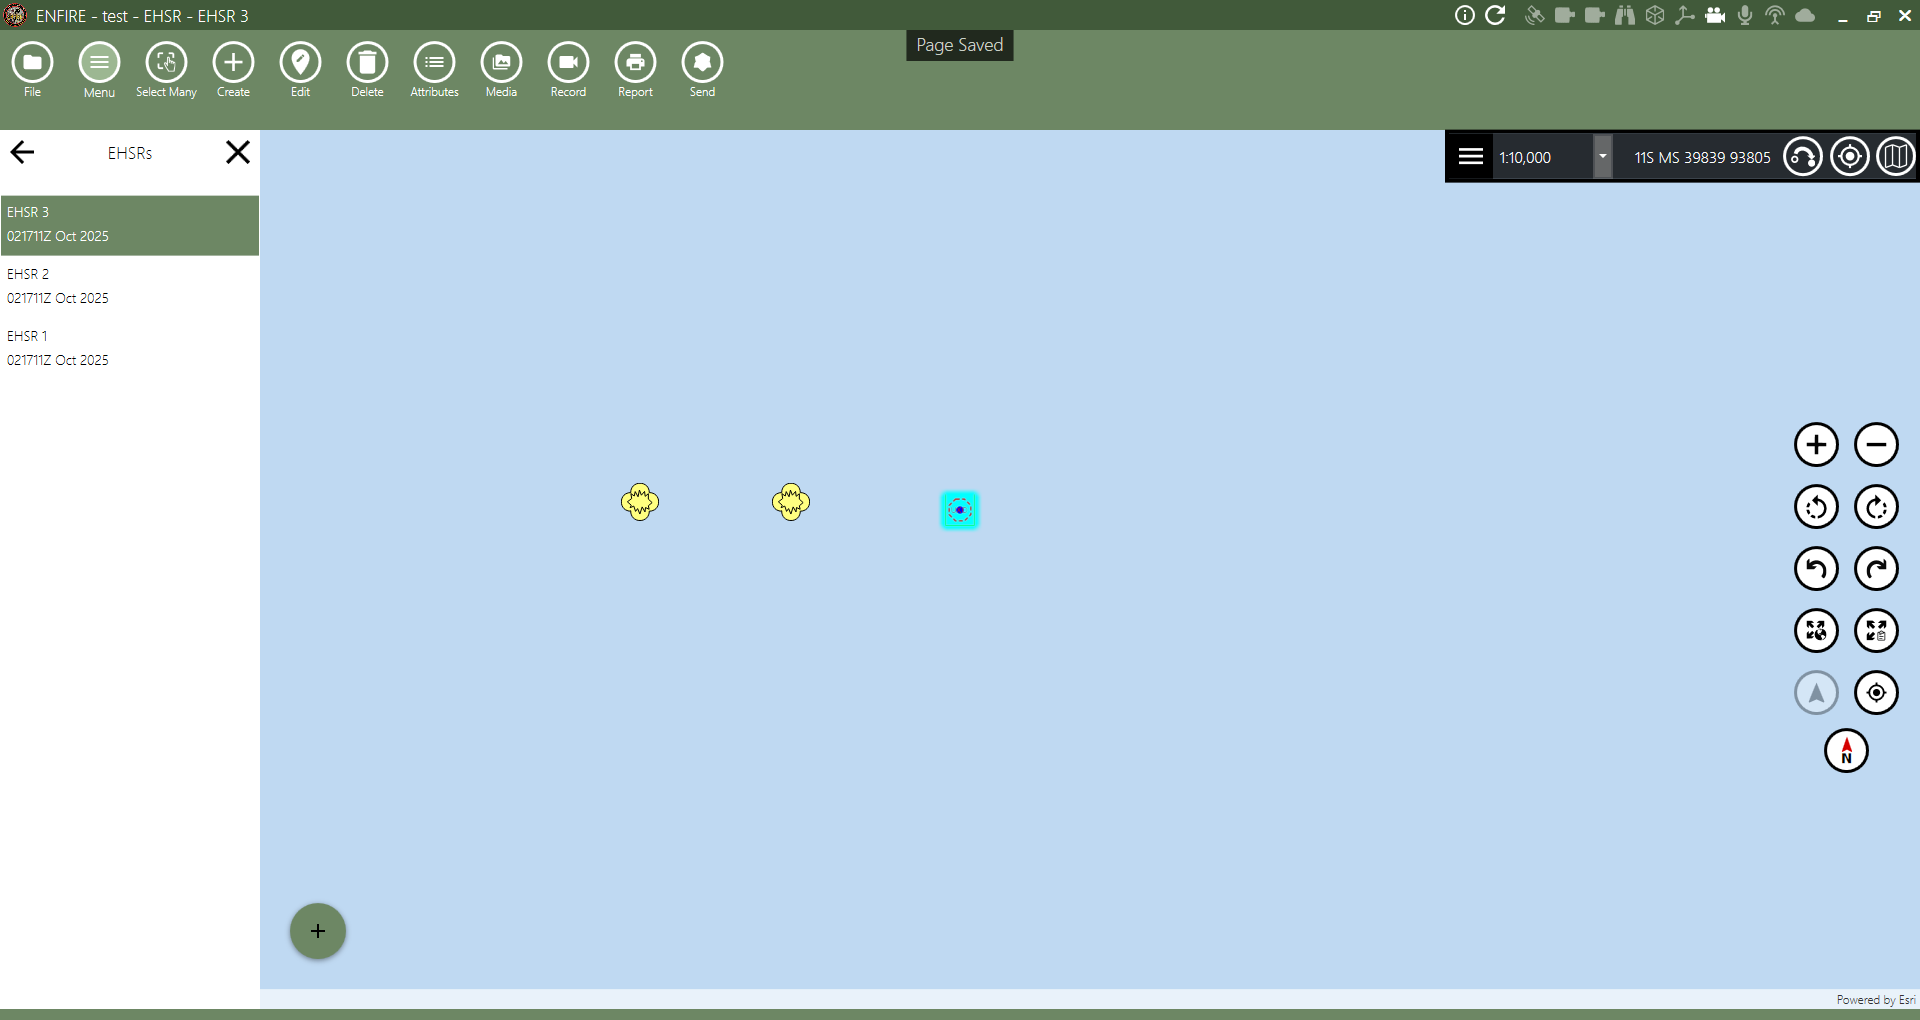 ENFIRE - test - EHSR - EHSR 3
Page Saved
File
Menu
Select Many
Create
Edit
Delete
Attributes
Media
Record
Report
Send
EHSRs
1:10,000
11S MS 39839 93805
EHSR 3
021711Z Oct 2025
EHSR 2
021711Z Oct 2025
EHSR 1
021711Z Oct 2025
N
Powered by Esri